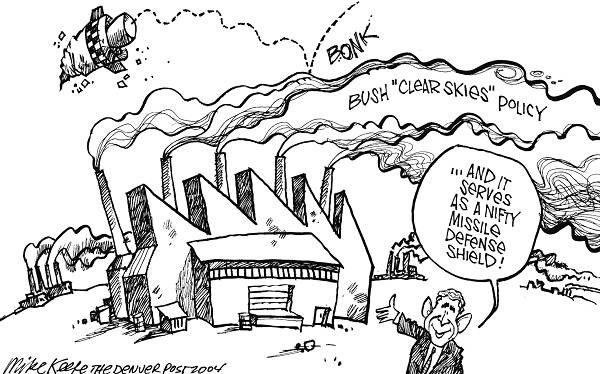 BONK
BUSH "CLEAR SKIES" POLICY
...AND IT
SERVES
AS A NIFTY
MISSILE
DEFENSE
SHIELD!
Mike Keefe THE DENVER POST 2004